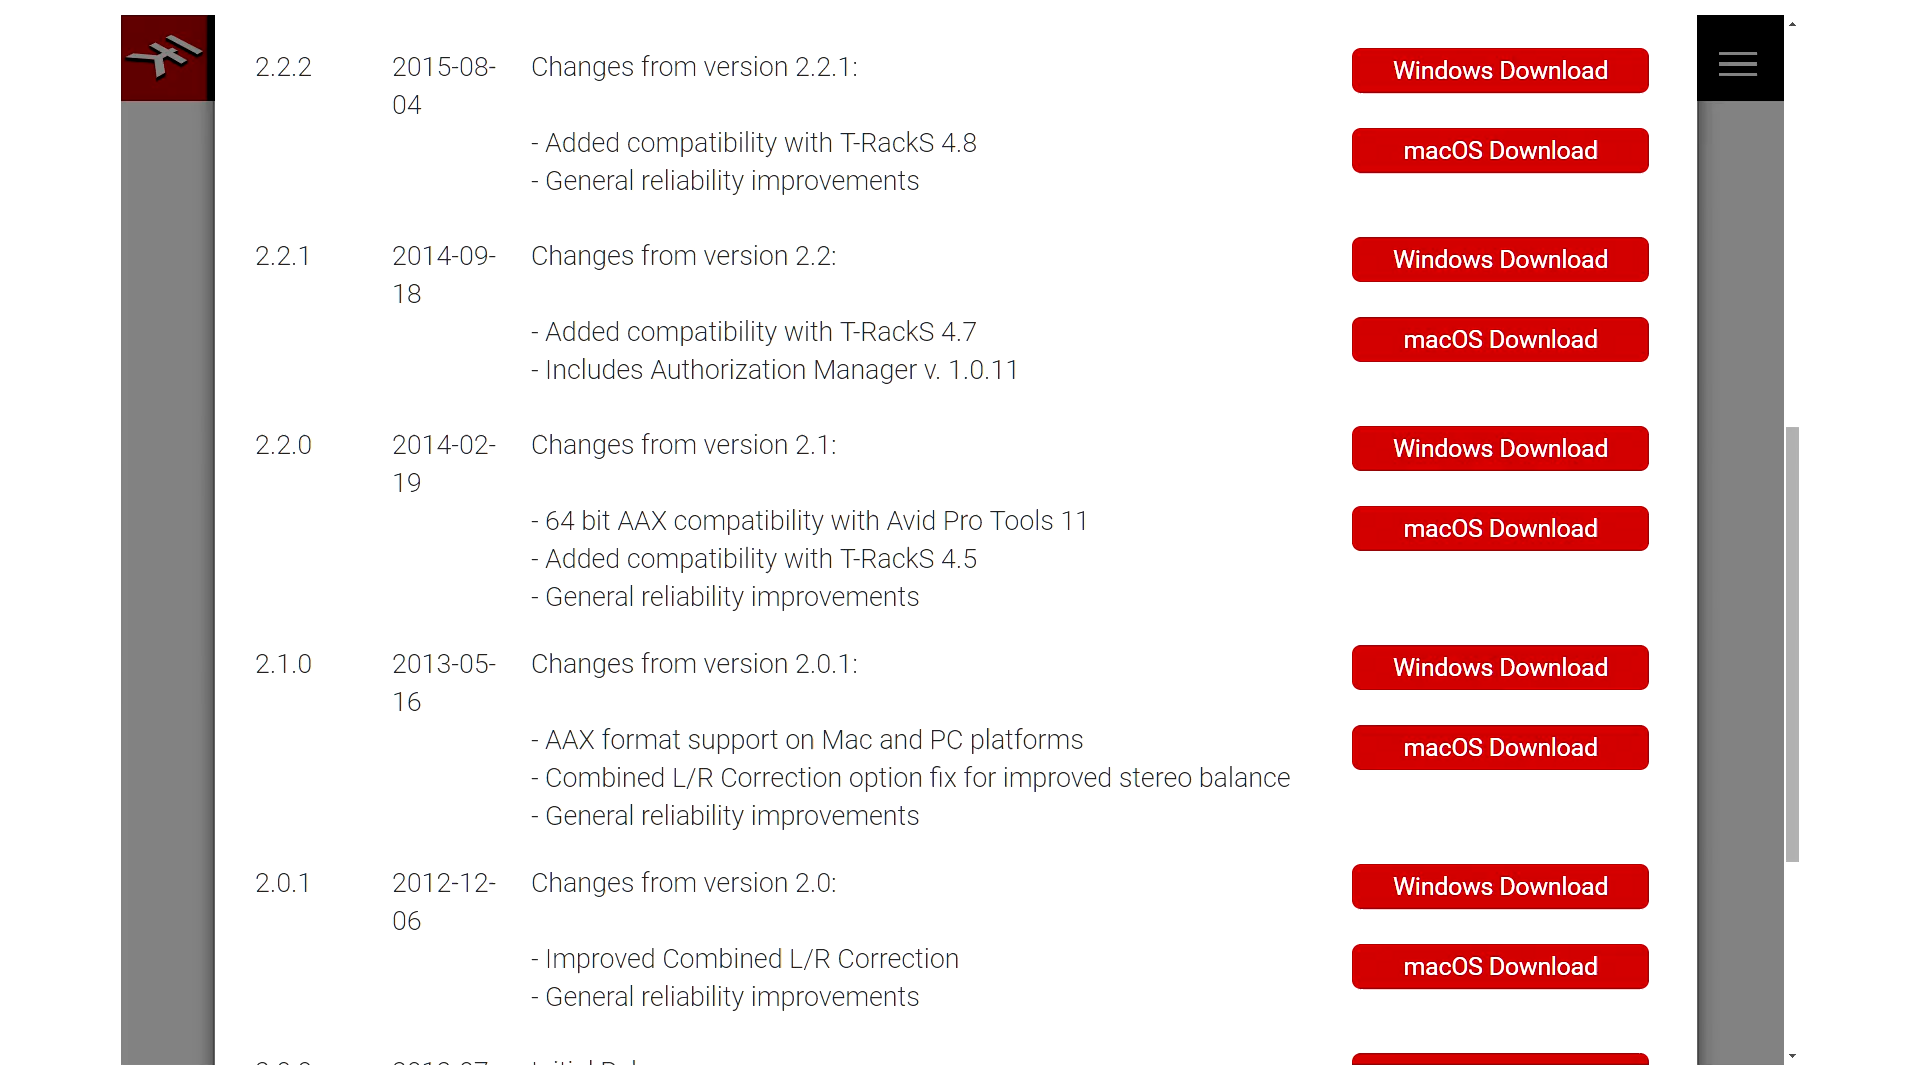 2.2.2 2015-08- Changes from version 2.2.1: Windows Download
04
- Added compatibility with T-RackS 4.8 macOS Download
- General reliability improvements
2.2.1 2014-09- Changes from version 2.2: Windows Download
18
- Added compatibility with T-RackS 4.7 macOS Download
- Includes Authorization Manager v. 1.0.11
2.2.0 2014-02- Changes from version 2.1: Windows Download
19
- 64 bit AAX compatibility with Avid Pro Tools 11 macOS Download
- Added compatibility with T-RackS 4.5
- General reliability improvements
2.1.0 2013-05- Changes from version 2.0.1: Windows Download
16
- AAX format support on Mac and PC platforms macOS Download
- Combined L/R Correction option fix for improved stereo balance
- General reliability improvements
2.0.1 2012-12- Changes from version 2.0: Windows Download
06
- Improved Combined L/R Correction macOS Download
- General reliability improvements